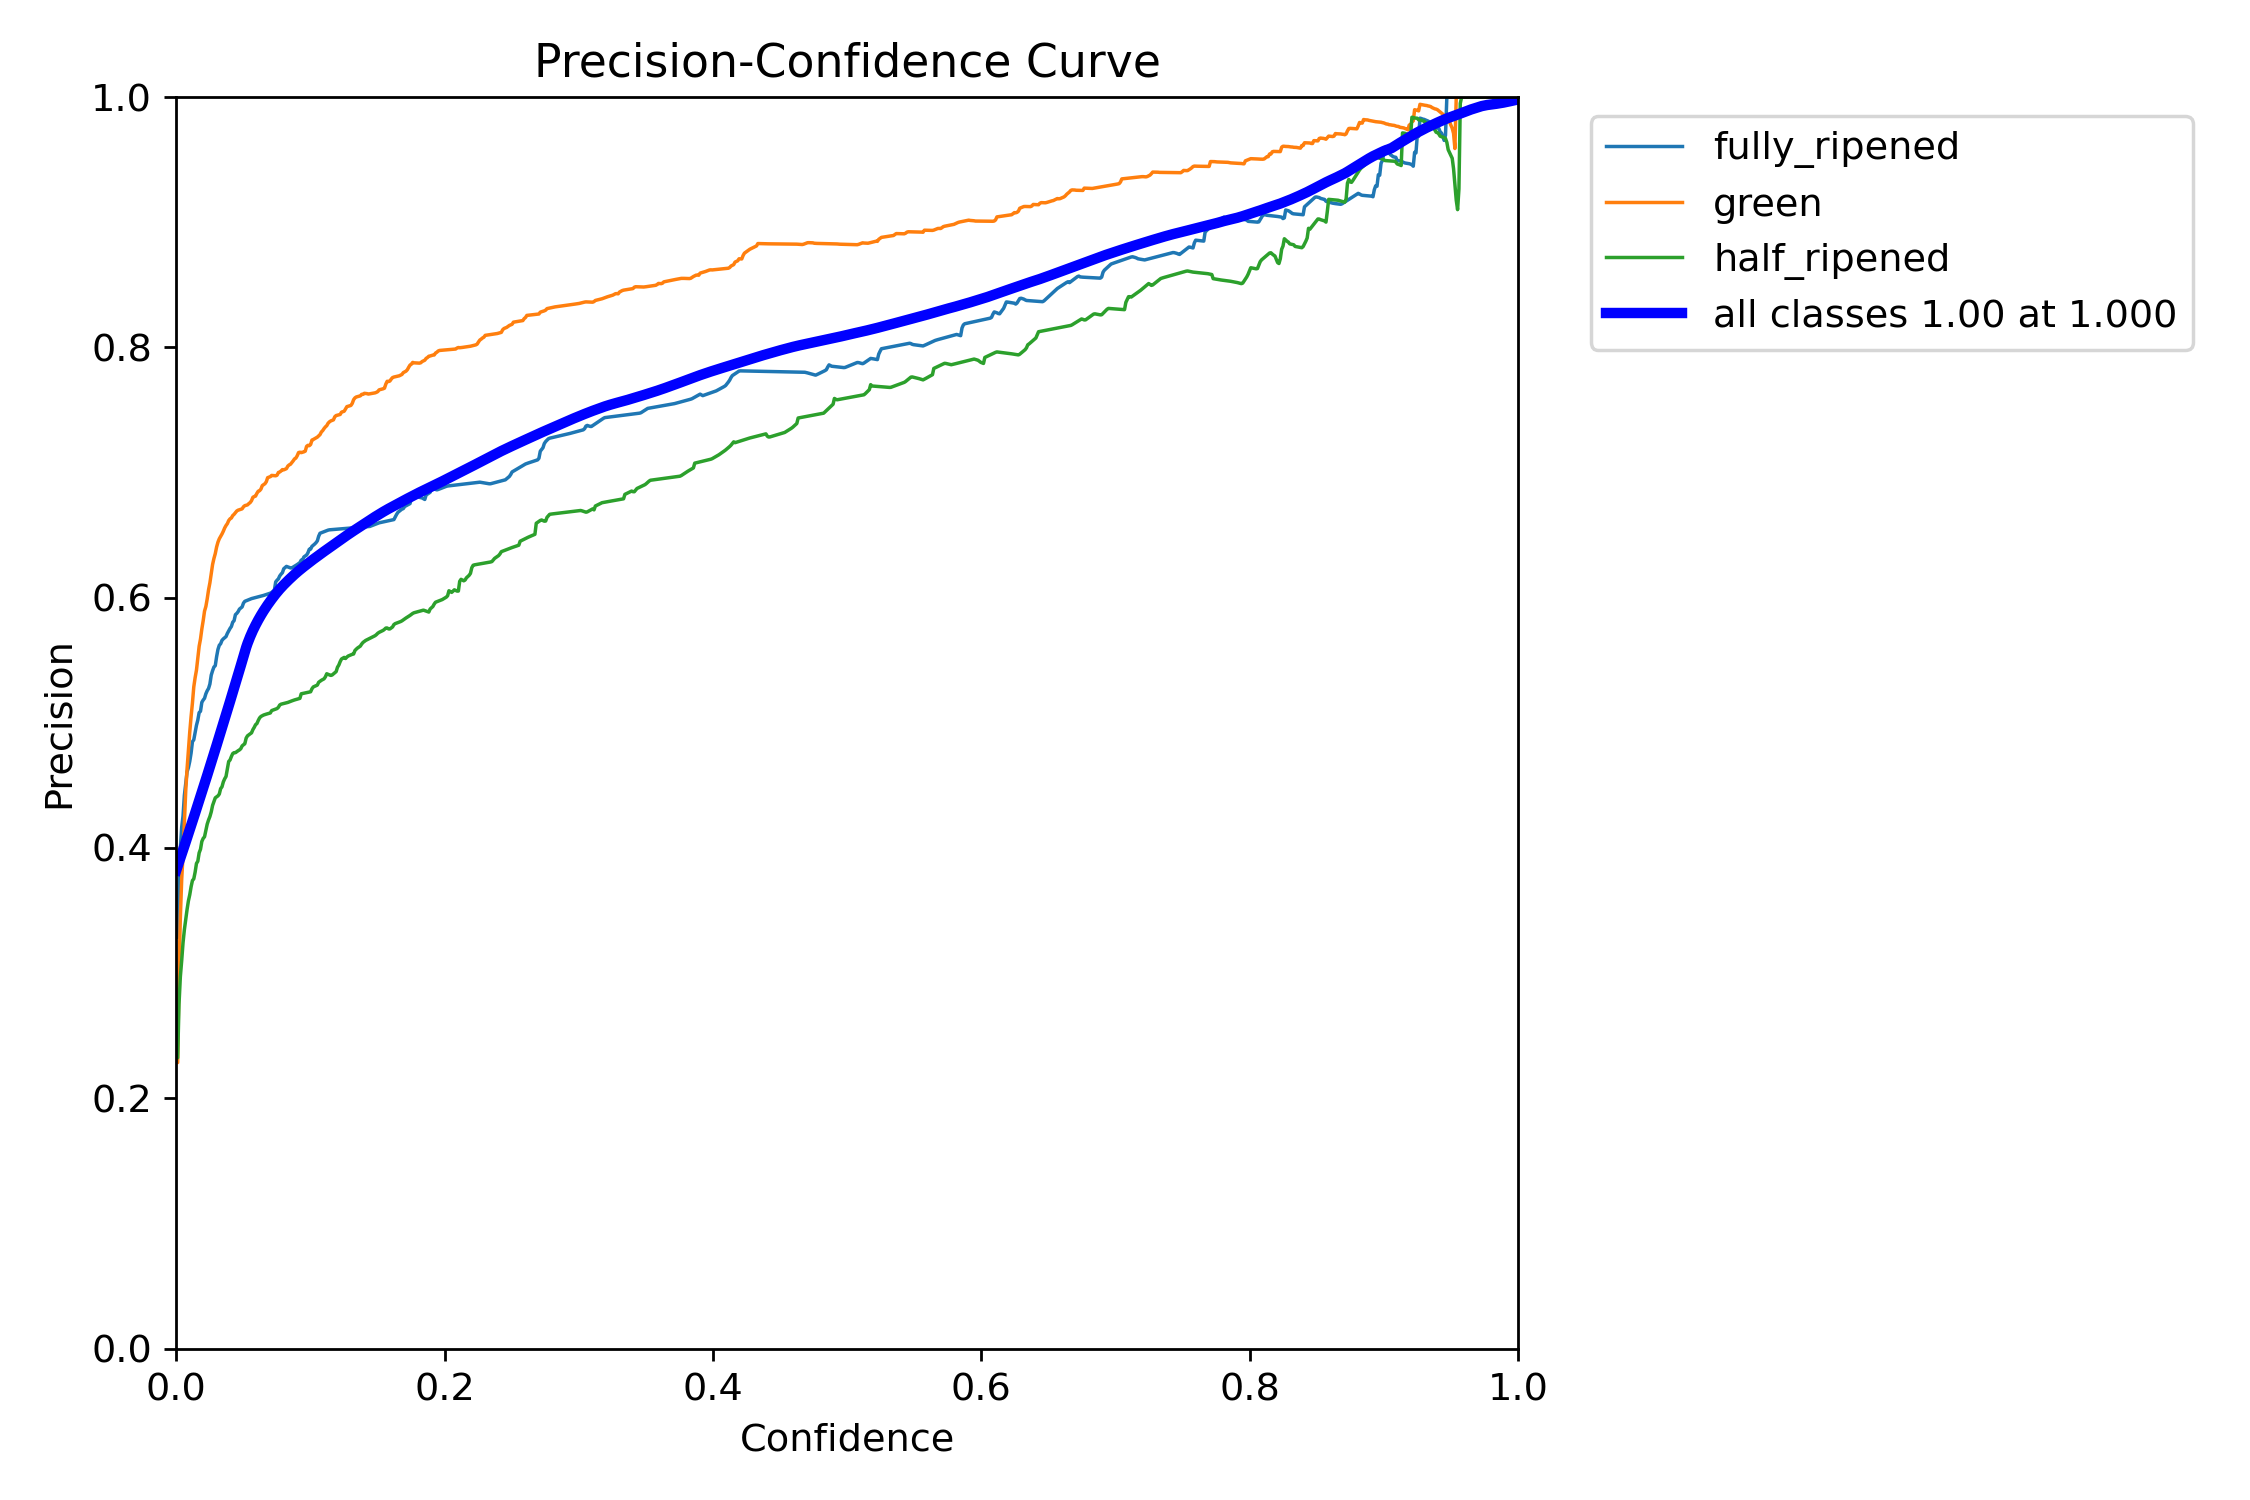 Precision-Confidence Curve
1.0
0.8
0.6
0.4
0.2
0.0
Precision
0.0 0.2 0.4 0.6 0.8 1.0
Confidence
fully_ripened
green
half_ripened
all classes 1.00 at 1.000